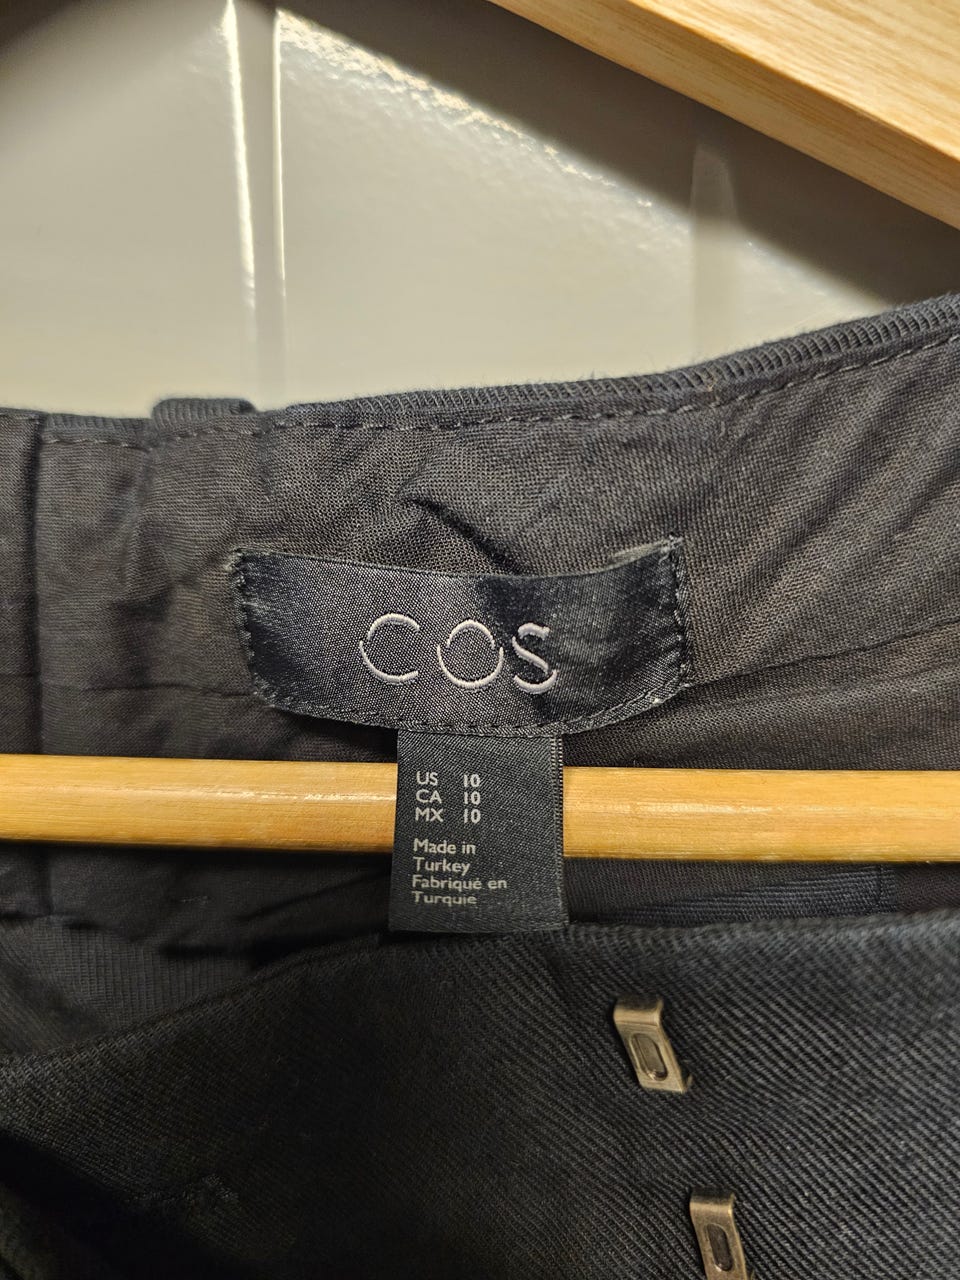 COS
US 10
CA 10
MX 10
Made in
Turkey
Fabriqué en
Turquie